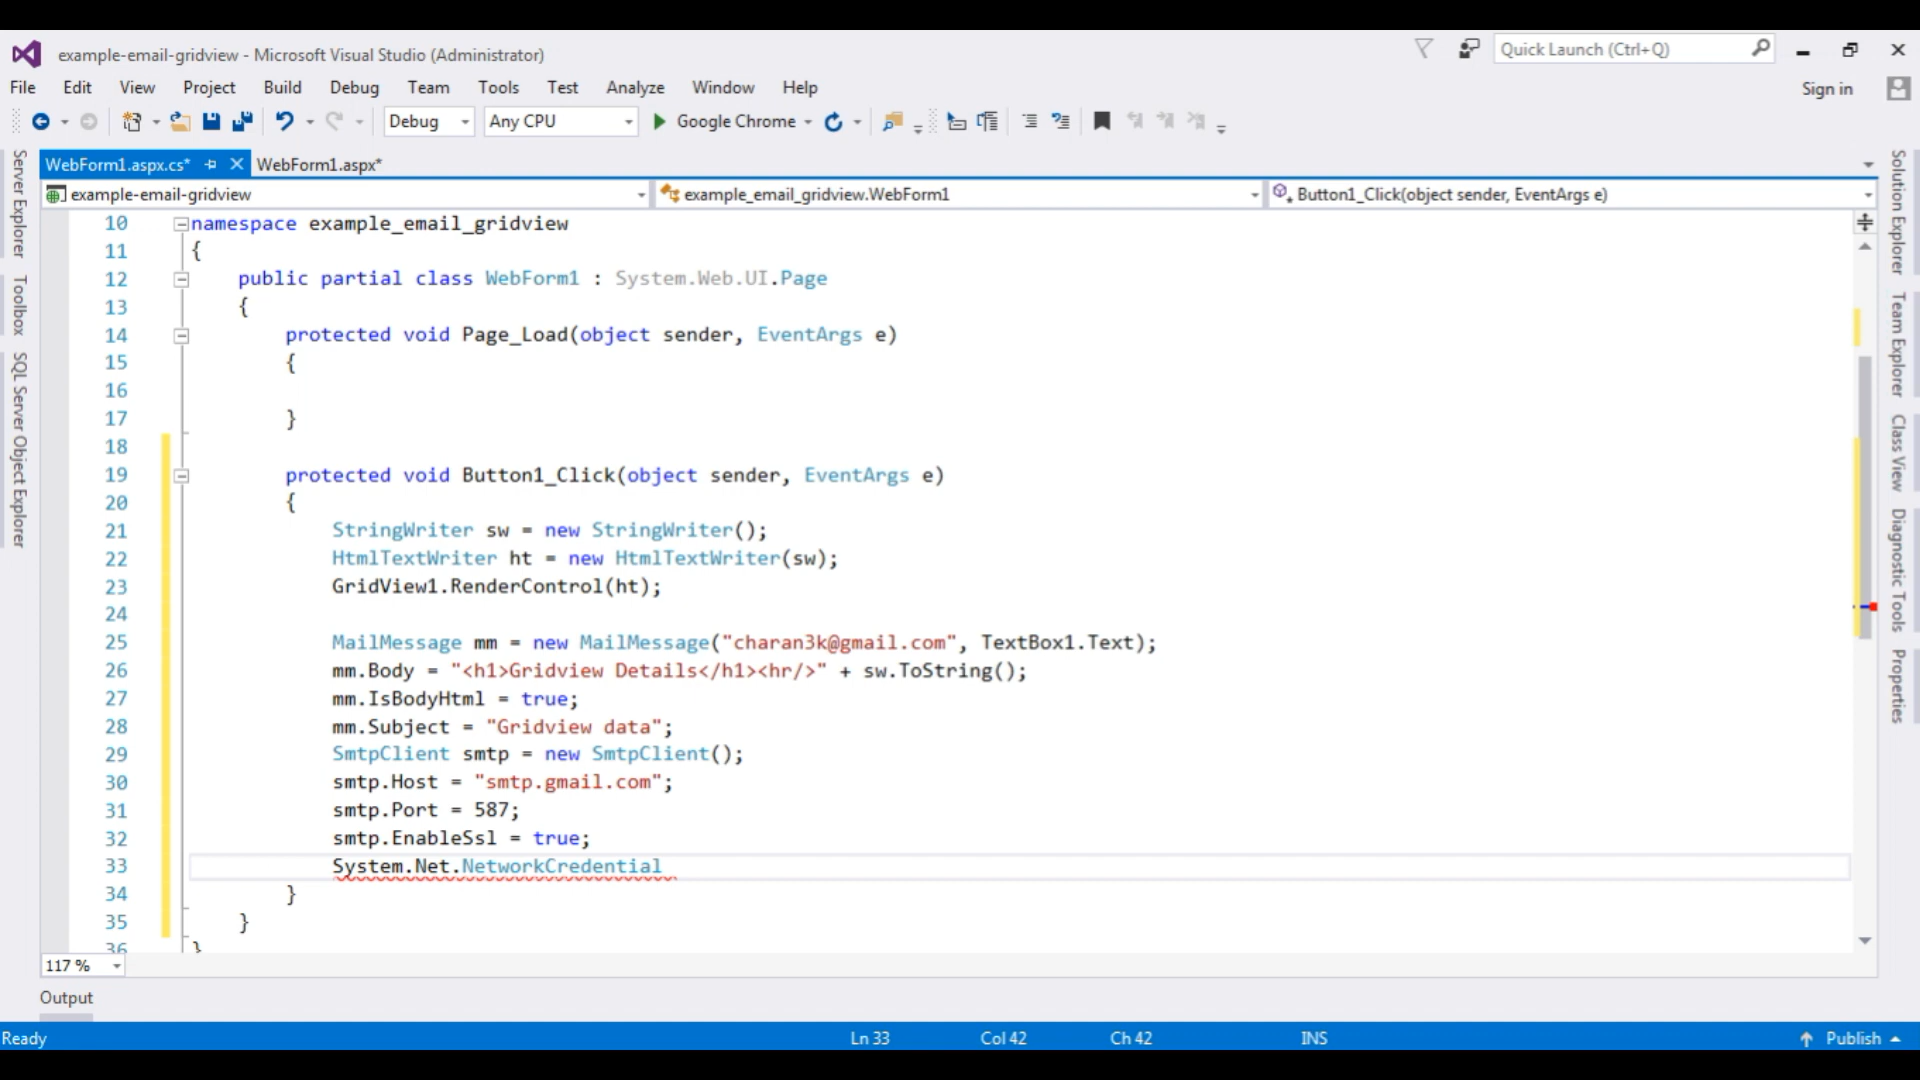 example-email-gridview - Microsoft Visual Studio (Administrator)
Quick Launch (Ctrl+Q)
File Edit View Project Build Debug Team Tools Test Analyze Window Help
Sign in
Debug Any CPU Google Chrome
WebForm1.aspx.cs* WebForm1.aspx*
example-email-gridview example_email_gridview.WebForm1 Button1_Click(object sender, EventArgs e)
Server Explorer
Toolbox
SQL Server Object Explorer
10 namespace example_email_gridview
11 {
12 public partial class WebForm1 : System.Web.UI.Page
13 {
14 protected void Page_Load(object sender, EventArgs e)
15 {
16
17 }
18
19 protected void Button1_Click(object sender, EventArgs e)
20 {
21 StringWriter sw = new StringWriter();
22 HtmlTextWriter ht = new HtmlTextWriter(sw);
23 GridView1.RenderControl(ht);
24
25 MailMessage mm = new MailMessage("charan3k@gmail.com", TextBox1.Text);
26 mm.Body = "<h1>Gridview Details</h1><hr/>" + sw.ToString();
27 mm.IsBodyHtml = true;
28 mm.Subject = "Gridview data";
29 SmtpClient smtp = new SmtpClient();
30 smtp.Host = "smtp.gmail.com";
31 smtp.Port = 587;
32 smtp.EnableSsl = true;
33 System.Net.NetworkCredential
34 }
35 }
36 }
Solution Explorer
Team Explorer
Class View
Diagnostic Tools
Properties
117 %
Output
Ready Ln 33 Col 42 Ch 42 INS Publish